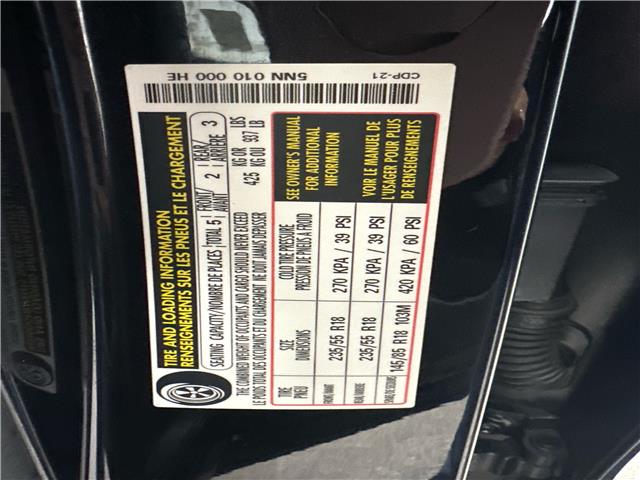 TIRE AND LOADING INFORMATION
RENSEIGNEMENTS SUR LES PNEUS ET LE CHARGEMENT
SEATING CAPACITY/NOMBRE DE PLACES TOTAL 5 FRONT/AVANT 2 REAR/ARRIÈRE 3
THE COMBINED WEIGHT OF OCCUPANTS AND CARGO SHOULD NEVER EXCEED 425 KG OR 937 LBS
LE POIDS TOTAL DES OCCUPANTS ET DU CHARGEMENT NE DOIT JAMAIS DÉPASSER 425 KG OU 937 LB
TIRE SIZE COLD TIRE PRESSURE
PNEU DIMENSIONS PRESSION DE PNEUS À FROID
FRONT/AVANT 235/55 R18 270 KPA / 39 PSI
235/55 R18 270 KPA / 39 PSI
145/85 R18 103M 420 KPA / 60 PSI
SEE OWNER'S MANUAL
FOR ADDITIONAL
INFORMATION
VOIR LE MANUEL DE
L'USAGER POUR PLUS
DE RENSEIGNEMENTS
5NN 010 000 HE
CDP-21